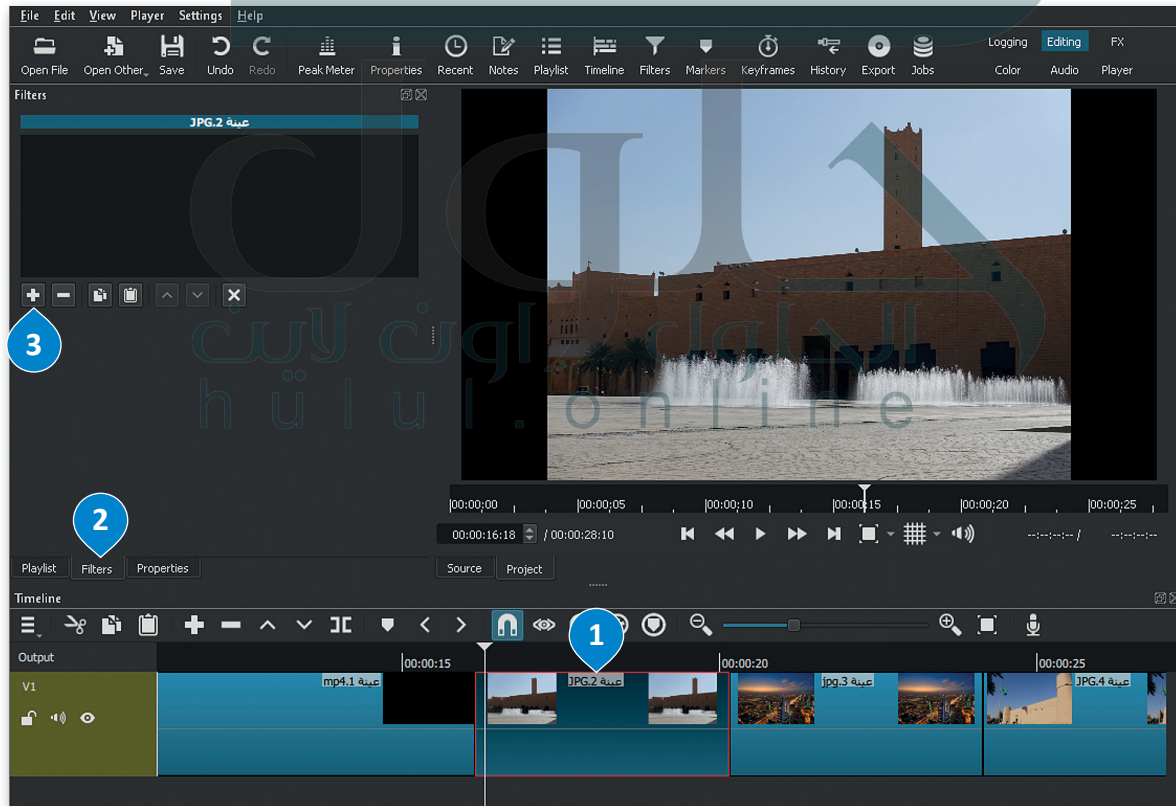 File Edit View Player Settings Help
Open File Open Other Save Undo Redo Peak Meter Properties Recent Notes Playlist Timeline Filters Markers Keyframes History Export Jobs
Logging Editing FX
Color Audio Player
Filters
عينة 2.JPG
3
2
Playlist Filters Properties
حلول
الحلول اون لاين
hulul.online
00:00:00 00:00:05 00:00:10 00:00:15 00:00:20 00:00:25
00:00:16:18 / 00:00:28:10
--:--:--:-- / --:--:--:--
Source Project
Timeline
1
Output 00:00:15 00:00:20 00:00:25
V1
عينة 1.mp4
عينة 2.JPG
عينة 3.jpg
عينة 4.JPG